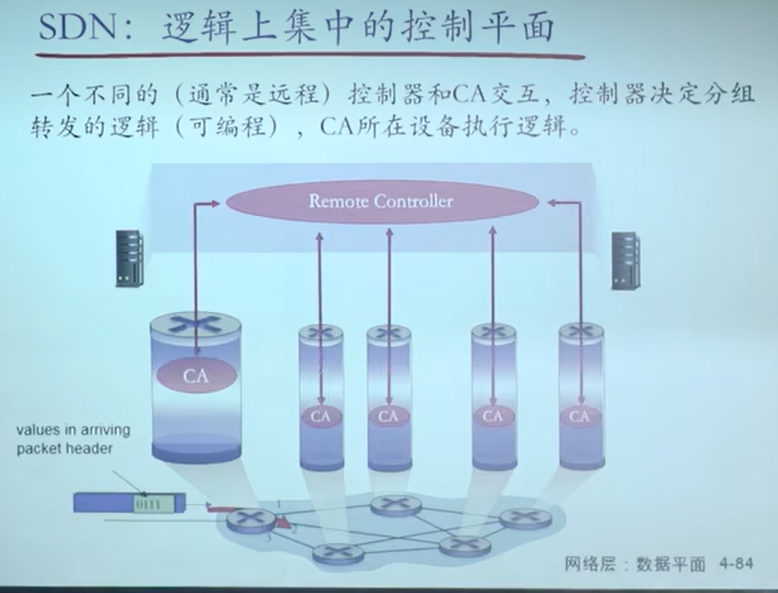 SDN：逻辑上集中的控制平面
一个不同的（通常是远程）控制器和CA交互，控制器决定分组
转发的逻辑（可编程），CA所在设备执行逻辑。
Remote Controller
CA
CA
CA
CA
CA
values in arriving
packet header
0111
1
2
3
网络层：数据平面 4-84